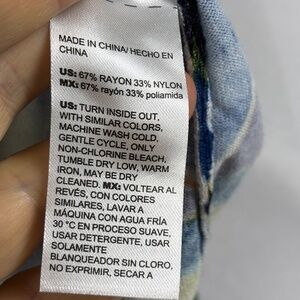 MADE IN CHINA/ HECHO EN
CHINA
US: 67% RAYON 33% NYLON
MX: 67% rayón 33% poliamida
US: TURN INSIDE OUT,
WITH SIMILAR COLORS,
MACHINE WASH COLD,
GENTLE CYCLE, ONLY
NON-CHLORINE BLEACH,
TUMBLE DRY LOW, WARM
IRON, MAY BE DRY
CLEANED. MX: VOLTEAR AL
REVÉS, CON COLORES
SIMILARES, LAVAR A
MÁQUINA CON AGUA FRÍA
30 °C EN PROCESO SUAVE,
USAR DETERGENTE, USAR
SOLAMENTE
BLANQUEADOR SIN CLORO,
NO EXPRIMIR, SECAR A